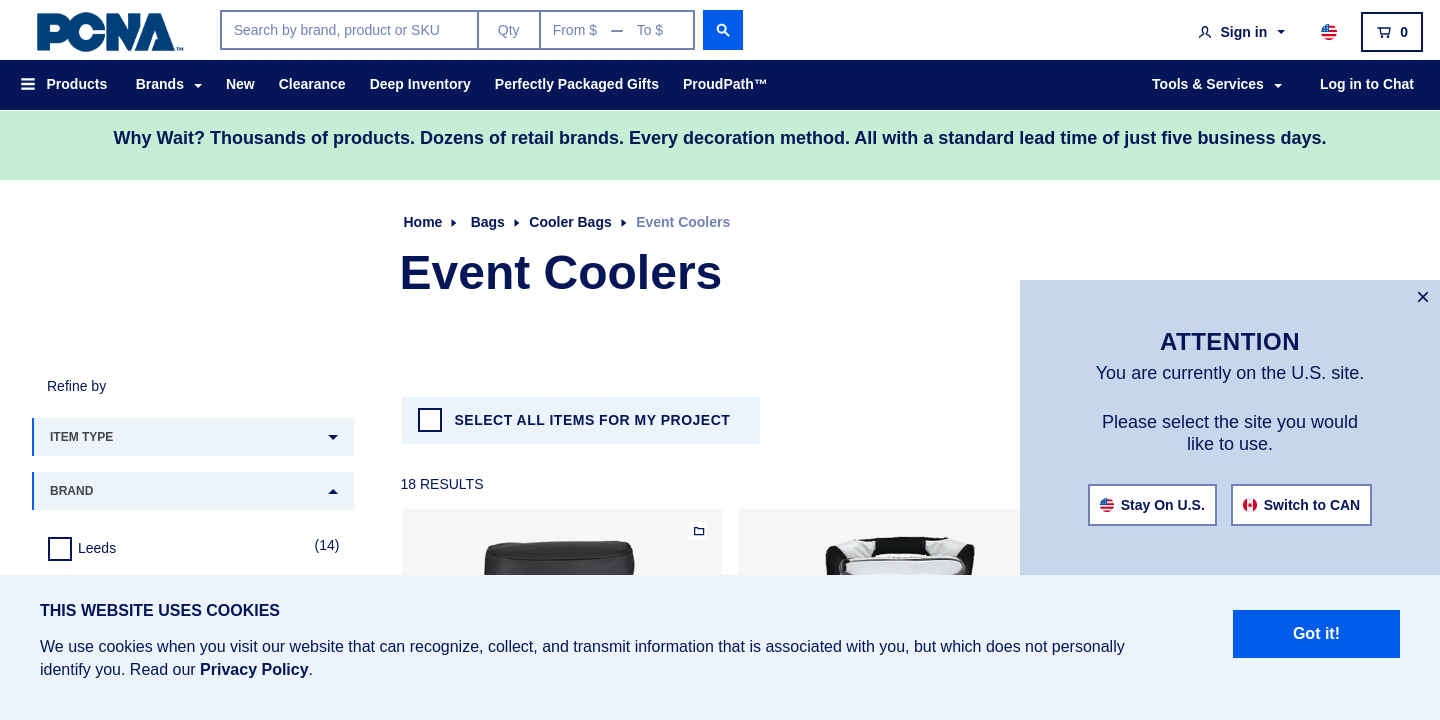 PCNA™
Search by brand, product or SKU
Qty
From $ — To $
Sign in
0
Products
Brands
New
Clearance
Deep Inventory
Perfectly Packaged Gifts
ProudPath™
Tools & Services
Log in to Chat
Why Wait? Thousands of products. Dozens of retail brands. Every decoration method. All with a standard lead time of just five business days.
Home
Bags
Cooler Bags
Event Coolers
Event Coolers
×
ATTENTION
You are currently on the U.S. site.
Please select the site you would
like to use.
Stay On U.S.
Switch to CAN
Refine by
ITEM TYPE
BRAND
Leeds (14)
SELECT ALL ITEMS FOR MY PROJECT
18 RESULTS
THIS WEBSITE USES COOKIES
We use cookies when you visit our website that can recognize, collect, and transmit information that is associated with you, but which does not personally
identify you. Read our Privacy Policy.
Got it!